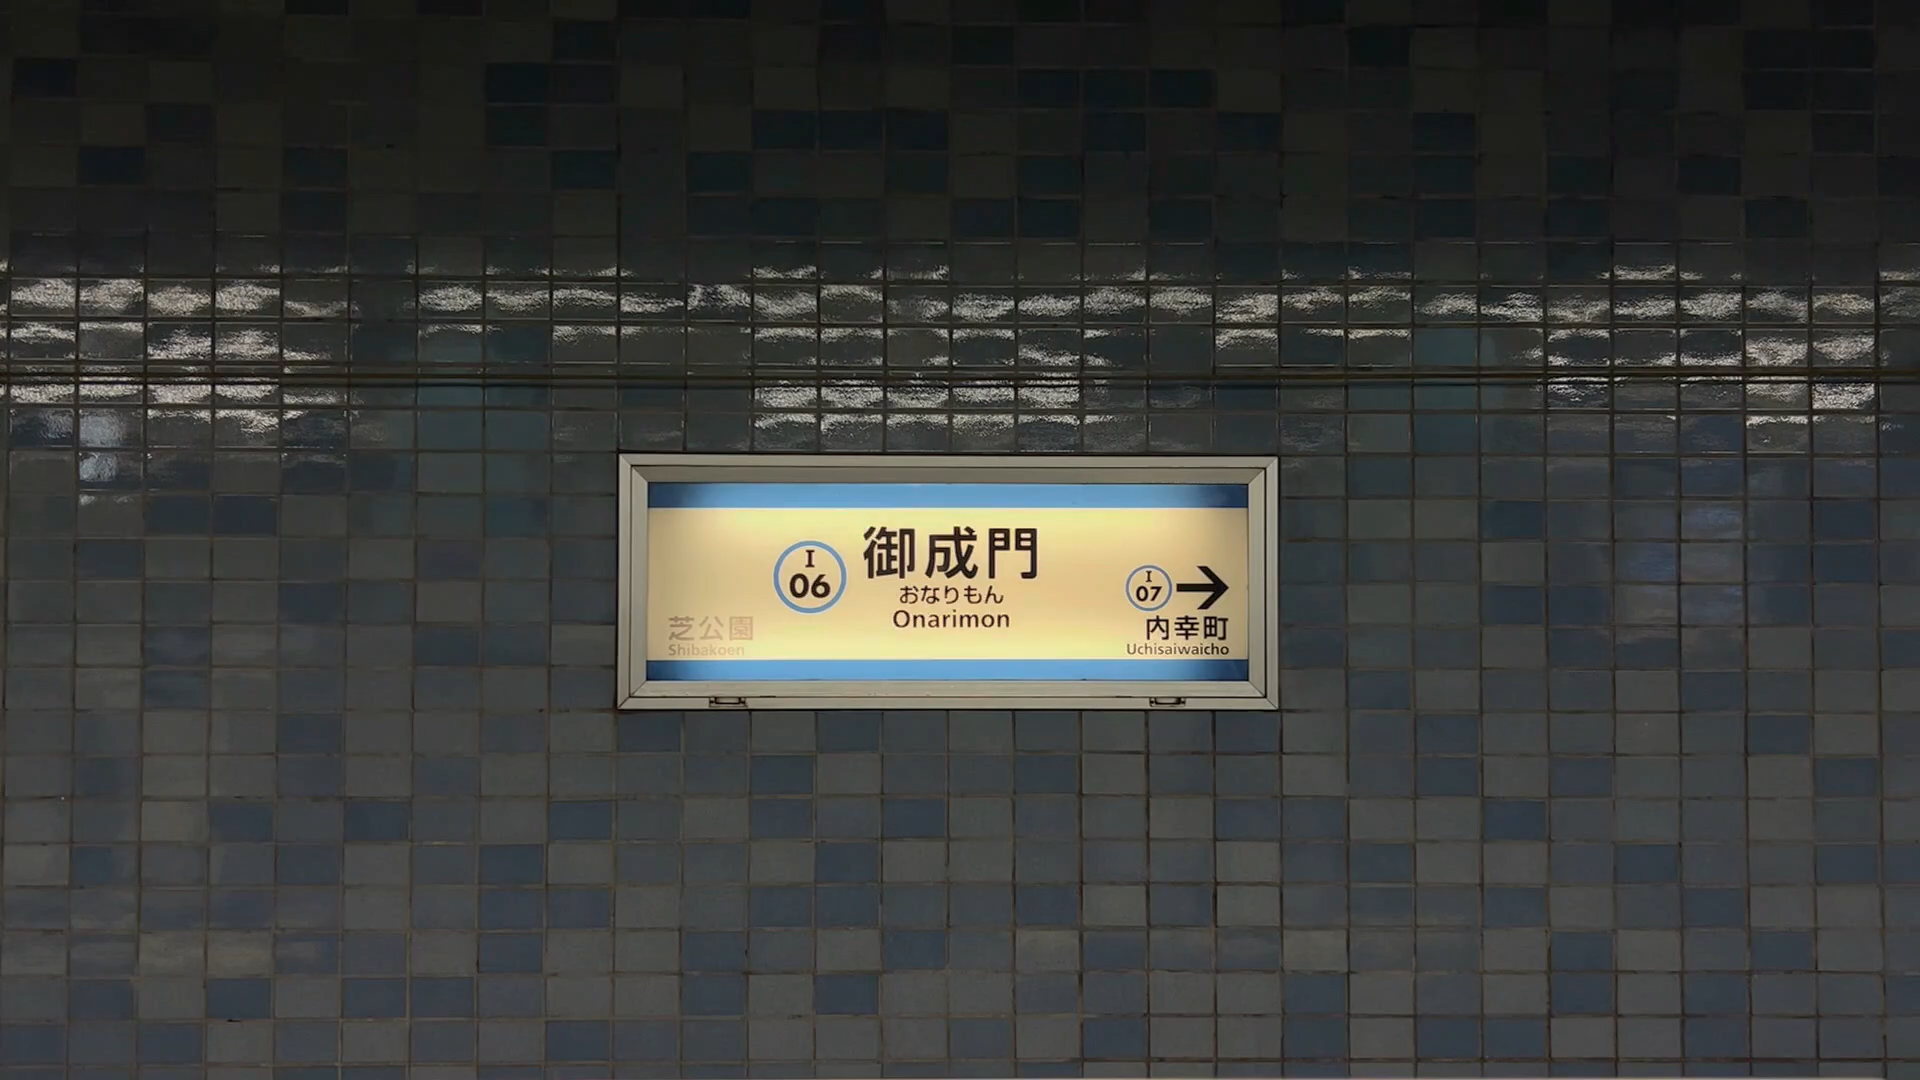 I
06
御成門
おなりもん
Onarimon
芝公園
Shibakoen
I
07
→
内幸町
Uchisaiwaicho